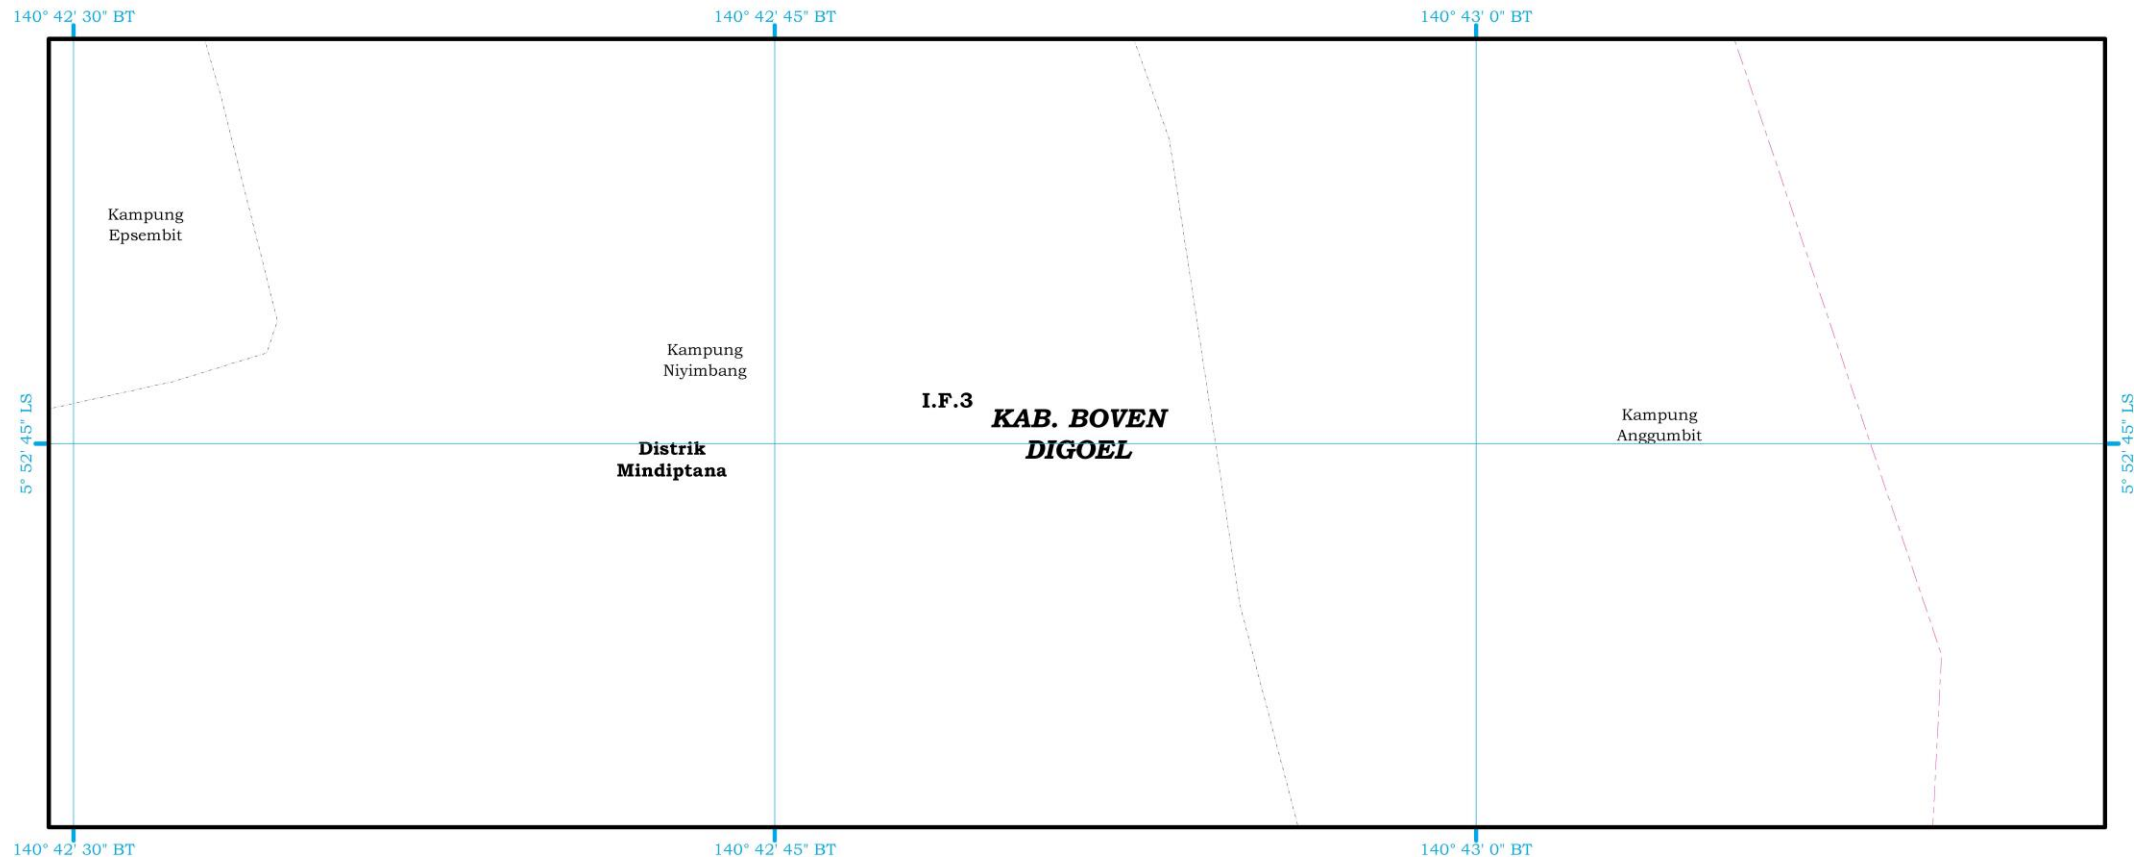 140° 42' 30" BT
140° 42' 45" BT
140° 43' 0" BT
Kampung
Epsembit
Kampung
Niyimbang
I.F.3
KAB. BOVEN
DIGOEL
Kampung
Anggumbit
Distrik
Mindiptana
5° 52' 45" LS
5° 52' 45" LS
140° 42' 30" BT
140° 42' 45" BT
140° 43' 0" BT